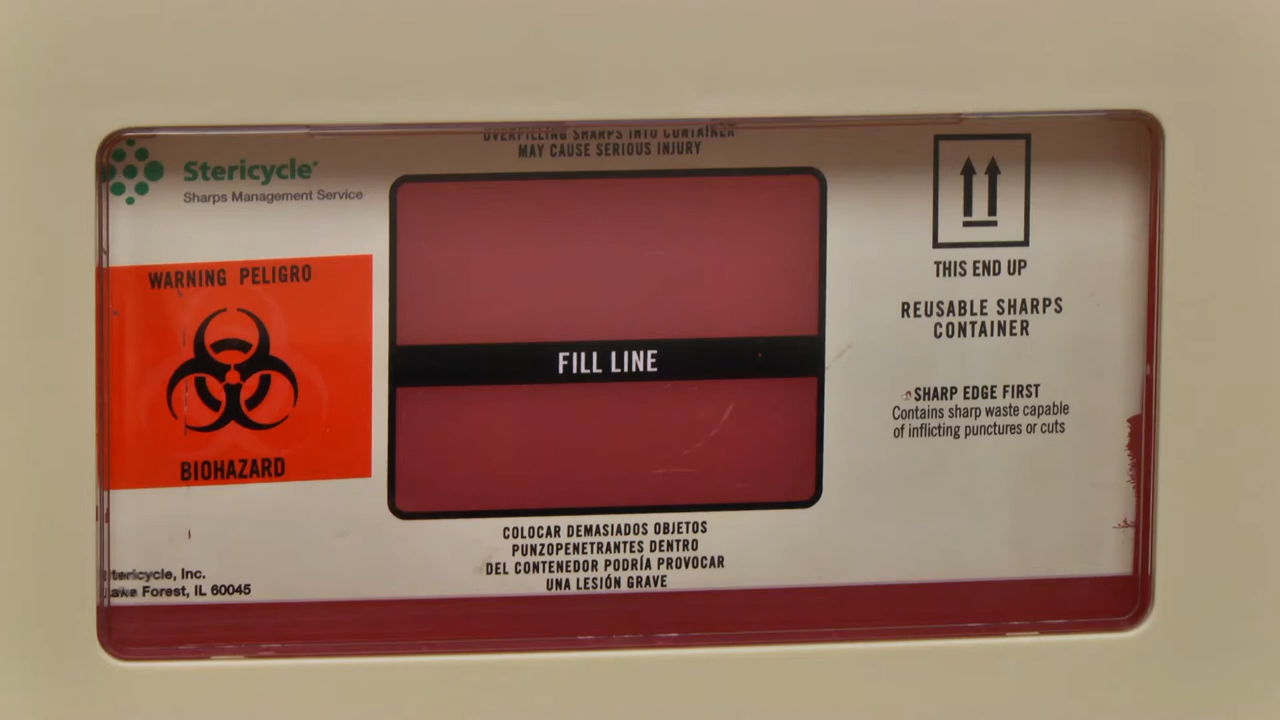 Stericycle
Sharps Management Service
WARNING PELIGRO
BIOHAZARD
Stericycle, Inc.
Lake Forest, IL 60045
OVERFILLING SHARPS INTO CONTAINER
MAY CAUSE SERIOUS INJURY
FILL LINE
COLOCAR DEMASIADOS OBJETOS
PUNZOPENETRANTES DENTRO
DEL CONTENEDOR PODRÍA PROVOCAR
UNA LESIÓN GRAVE
THIS END UP
REUSABLE SHARPS
CONTAINER
SHARP EDGE FIRST
Contains sharp waste capable
of inflicting punctures or cuts